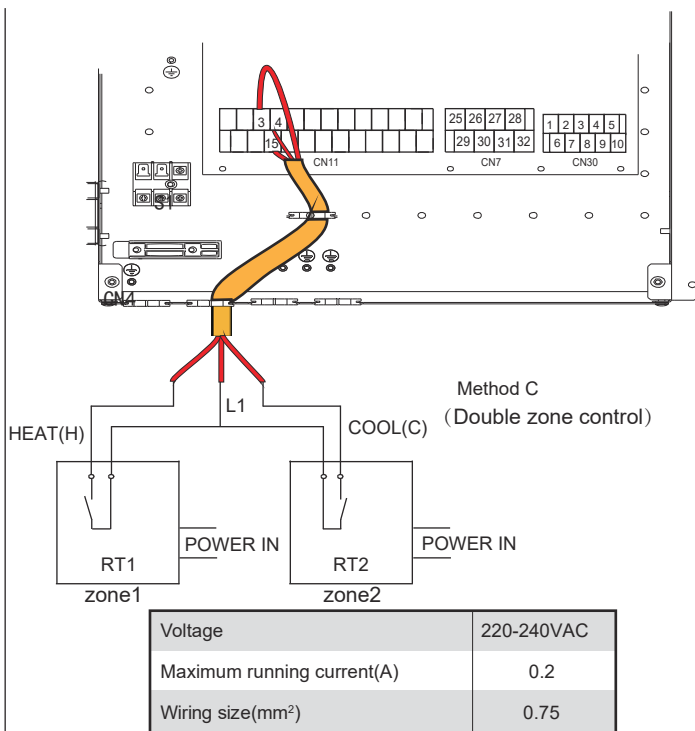 3 4
15
CN11
25 26 27 28
29 30 31 32
CN7
1 2 3 4 5
6 7 8 9 10
CN30
S1
CN4
L1
HEAT(H)
COOL(C)
Method C
(Double zone control)
RT1
POWER IN
zone1
RT2
POWER IN
zone2
Voltage 220-240VAC
Maximum running current(A) 0.2
Wiring size(mm²) 0.75